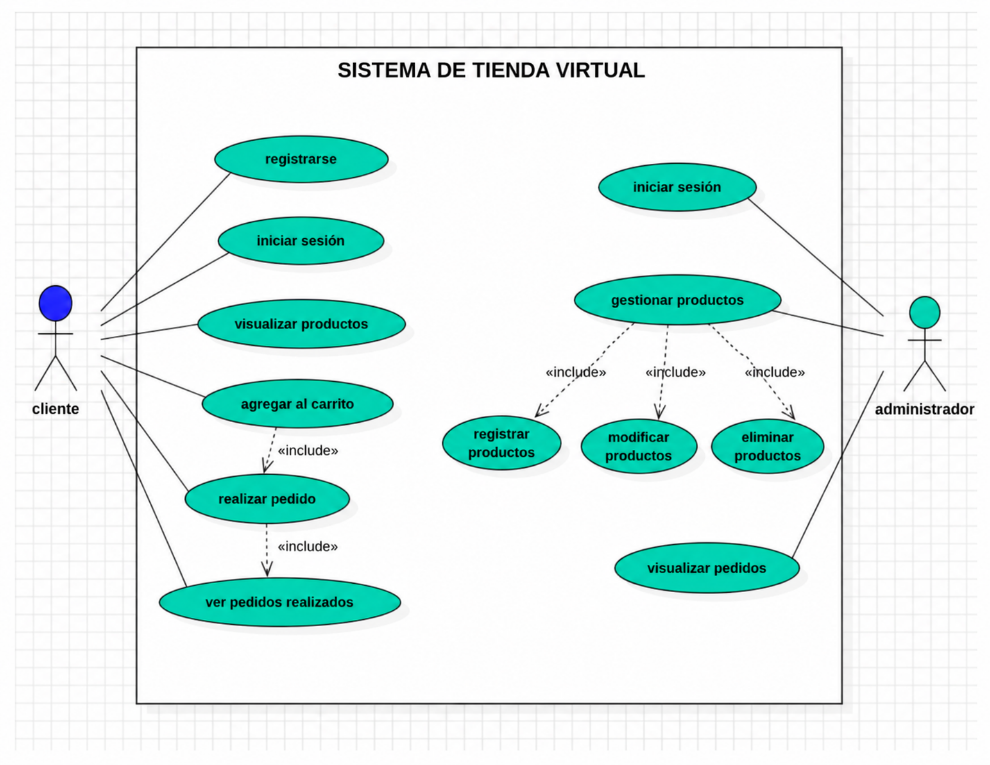 SISTEMA DE TIENDA VIRTUAL
registrarse
iniciar sesión
visualizar productos
agregar al carrito
«include»
realizar pedido
«include»
ver pedidos realizados
cliente
iniciar sesión
gestionar productos
«include»
«include»
«include»
registrar
productos
modificar
productos
eliminar
productos
visualizar pedidos
administrador